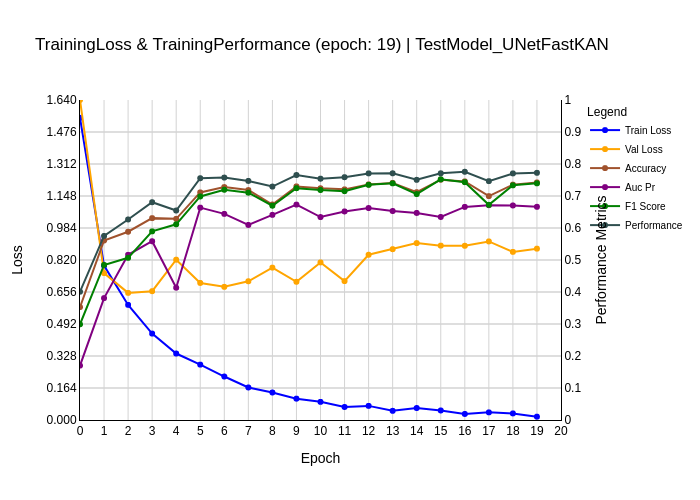 TrainingLoss & TrainingPerformance (epoch: 19) | TestModel_UNetFastKAN
1.640
1.476
1.312
1.148
0.984
0.820
0.656
0.492
0.328
0.164
0.000
Loss
0 1 2 3 4 5 6 7 8 9 10 11 12 13 14 15 16 17 18 19 20
Epoch
1
0.9
0.8
0.7
0.6
0.5
0.4
0.3
0.2
0.1
0
Performance Metrics
Legend
Train Loss
Val Loss
Accuracy
Auc Pr
F1 Score
Performance